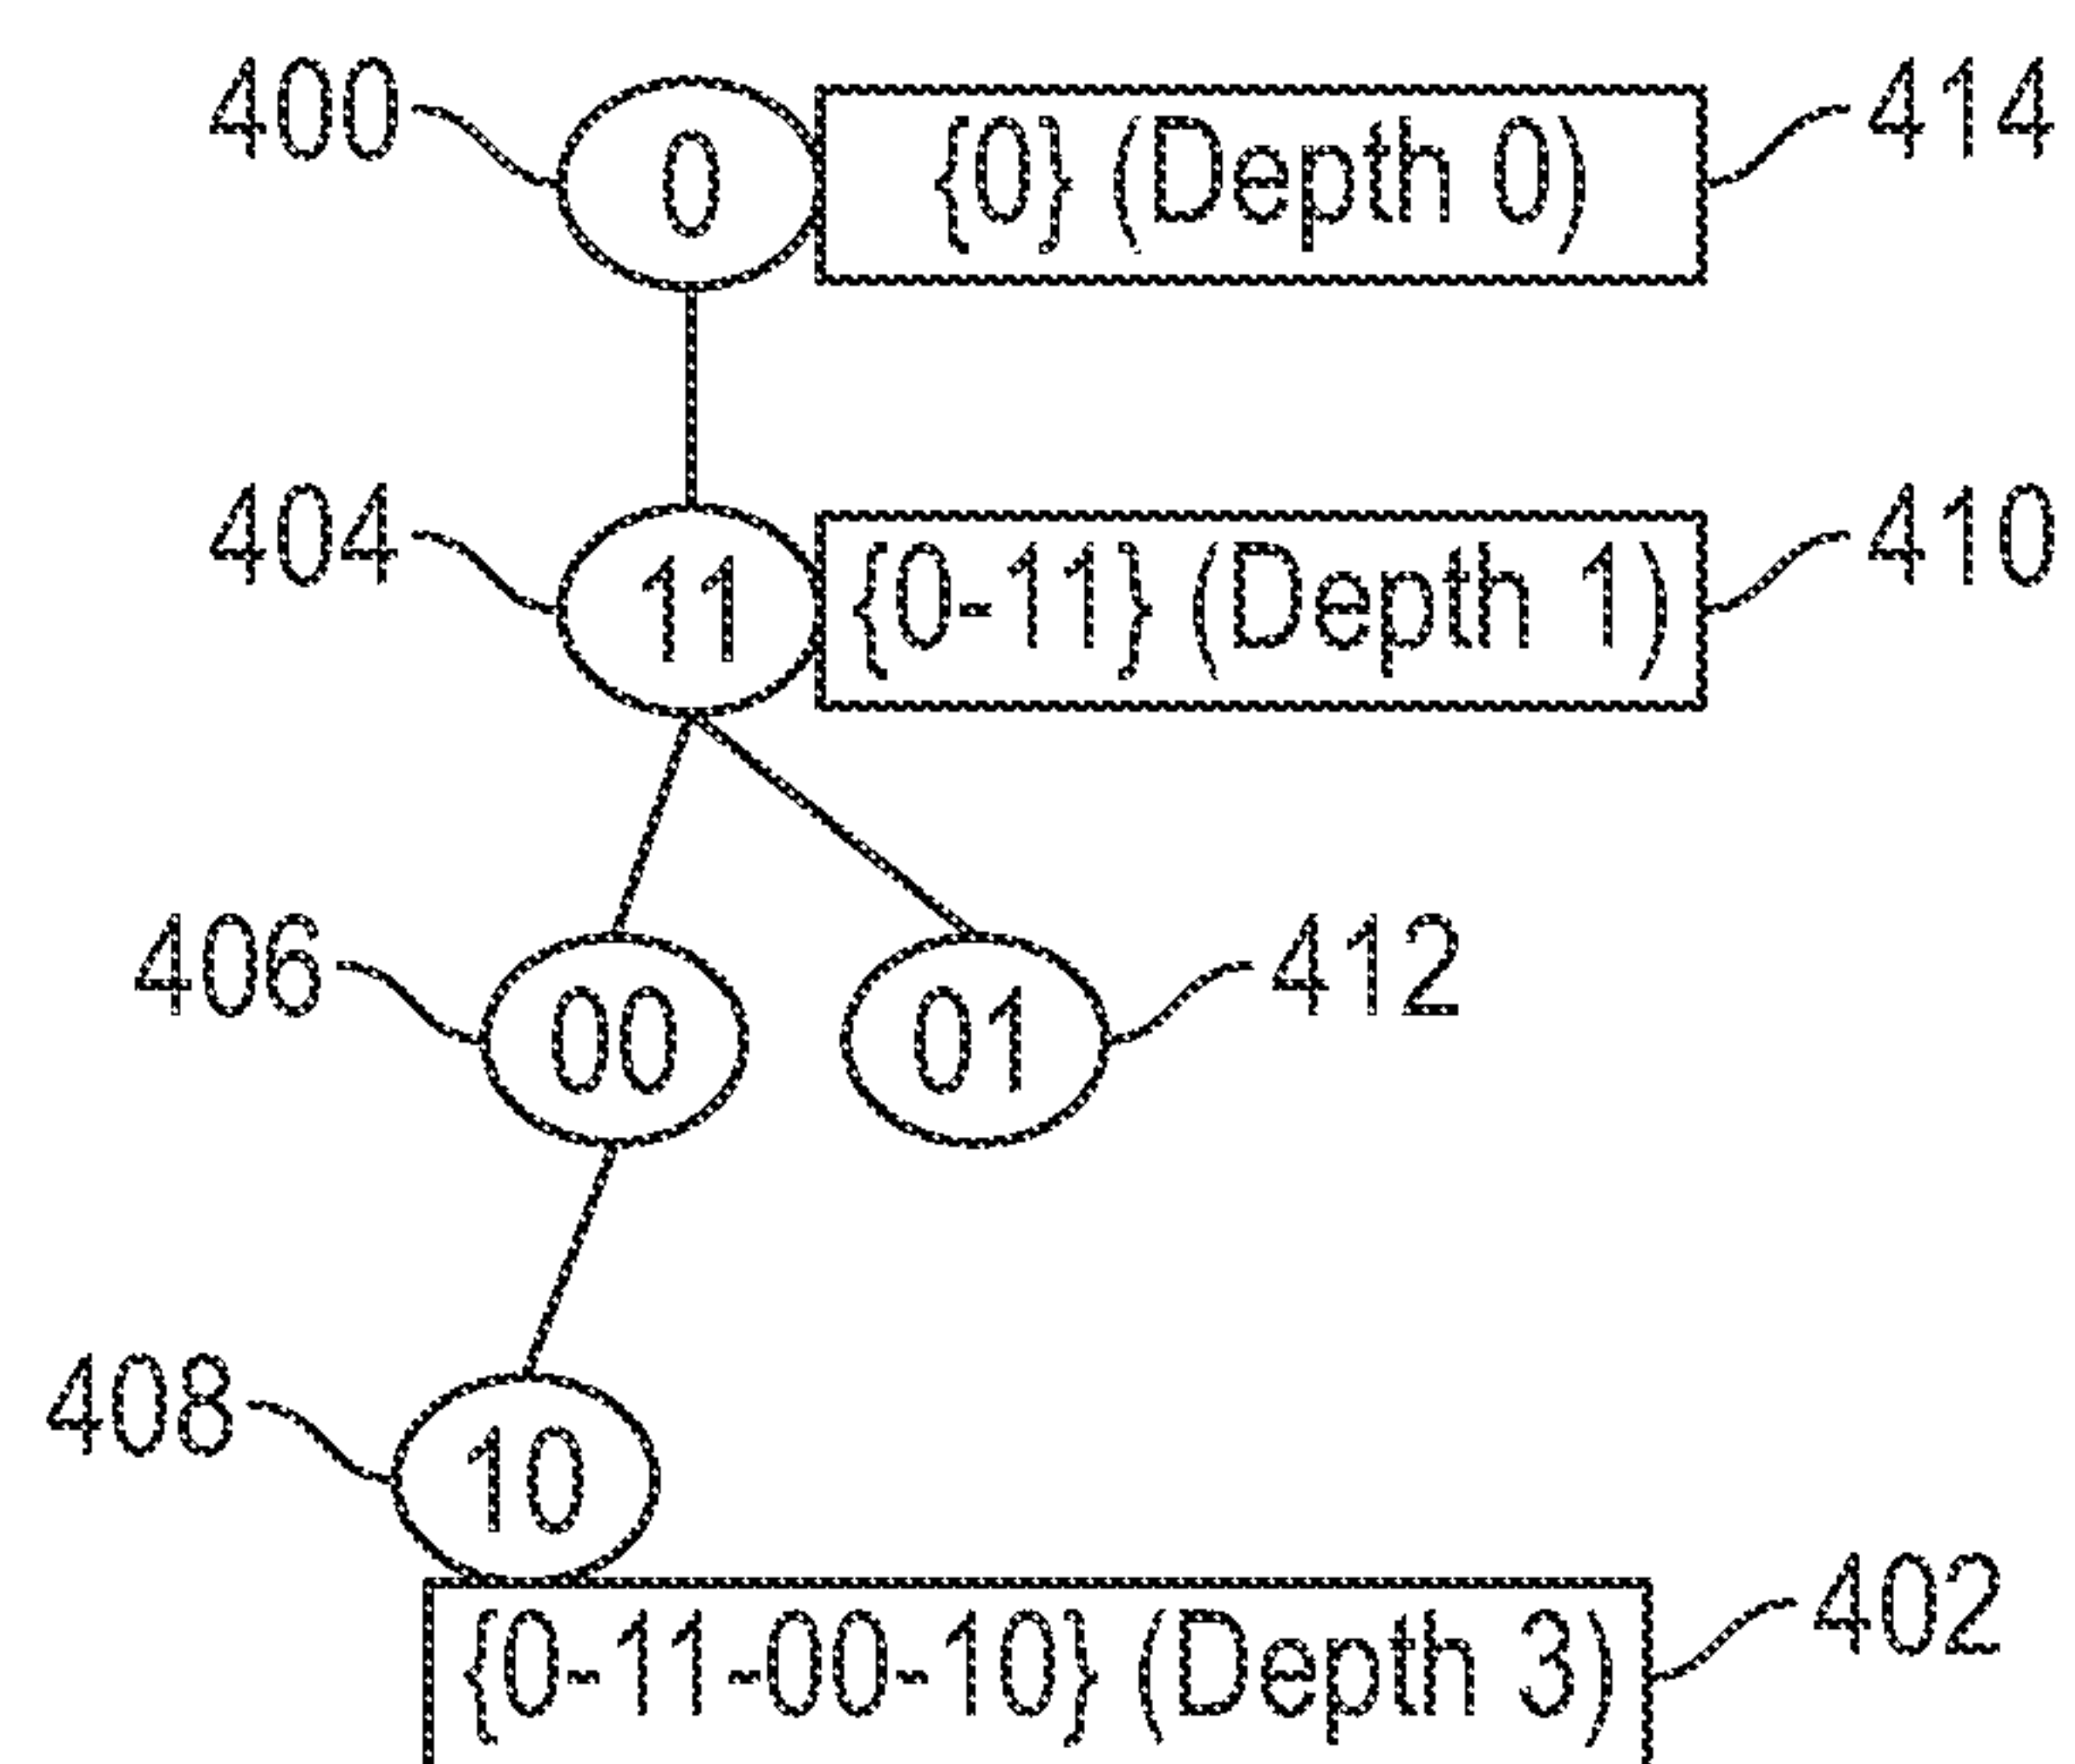 400 0 {0} (Depth 0) 414
404 11 {0-11} (Depth 1) 410
406 00 01 412
408 10
{0-11-00-10} (Depth 3) 402